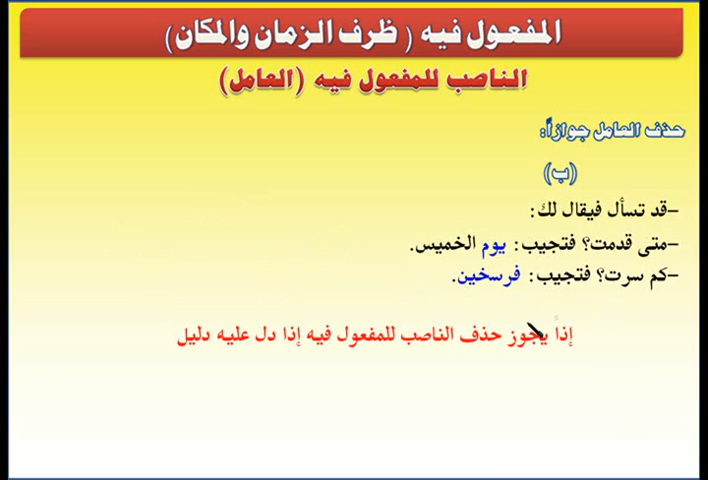 المفعول فيه ( ظرف الزمان والمكان)
الناصب للمفعول فيه (العامل)
حذف العامل جوازاً:
(ب)
-قد تسأل فيقال لك:
-متى قدمت؟ فتجيب: يوم الخميس.
-كم سرت؟ فتجيب: فرسخين.
إذاً يجوز حذف الناصب للمفعول فيه إذا دل عليه دليل